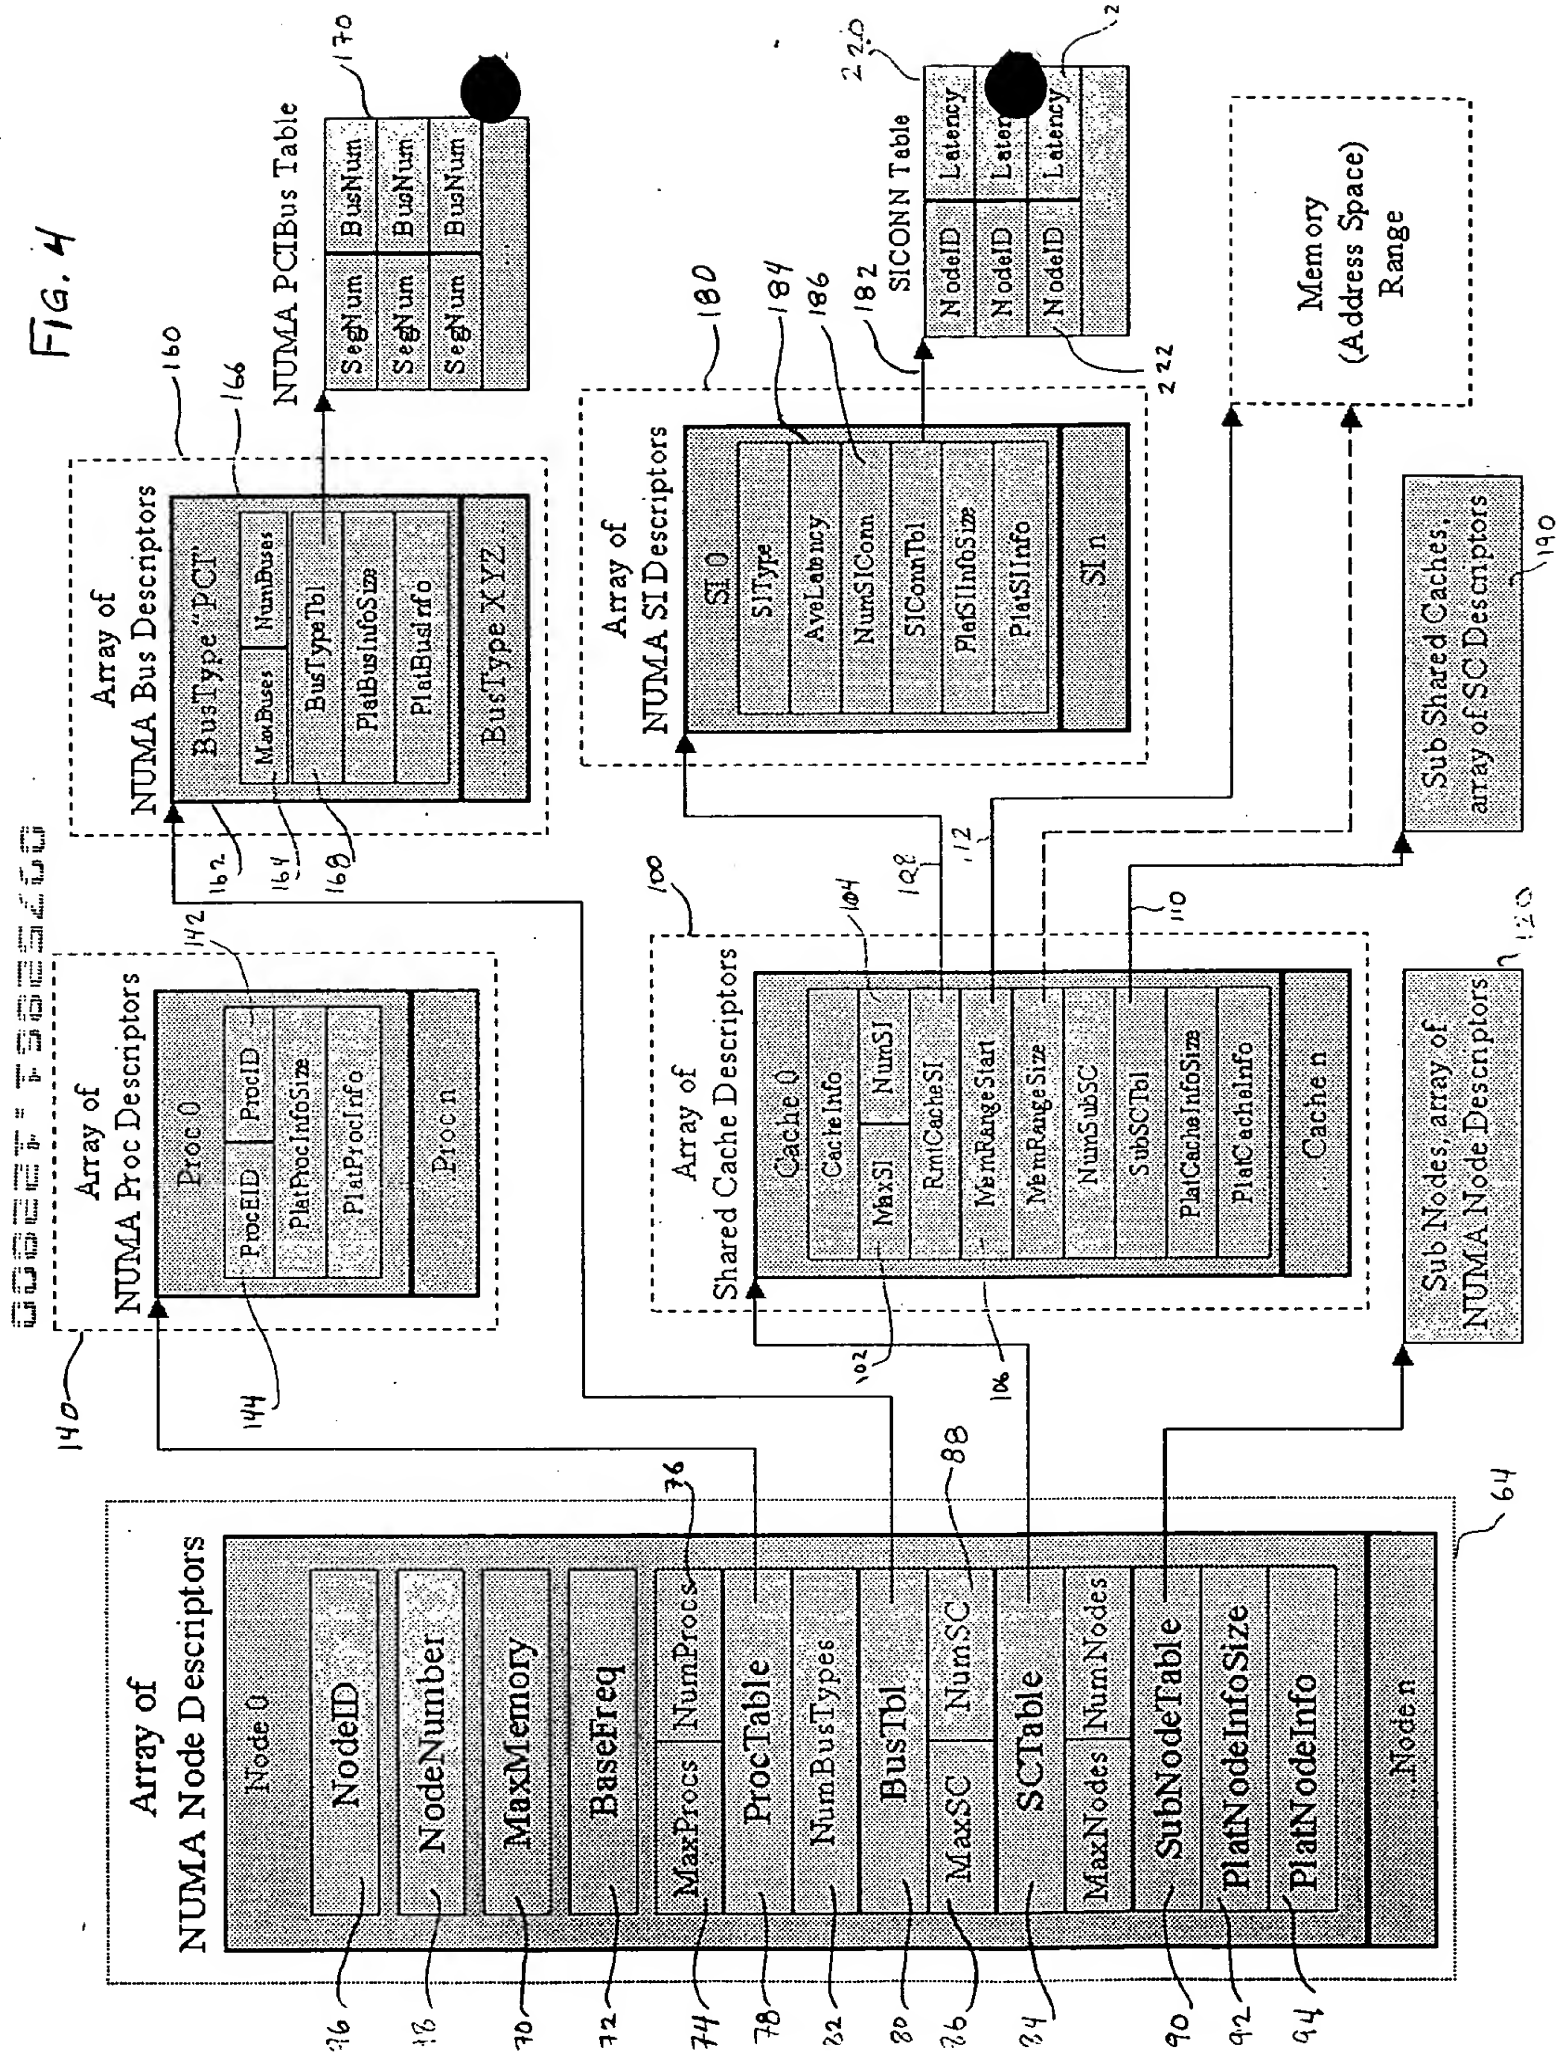 FIG. 4
Array of
NUMA Node Descriptors
Node 0
NodeID
NodeNumber
MaxMemory
BaseFreq
MaxProcs NumProcs
ProcTable
NumBusTypes
BusTbl
MaxSC NumSC
SCTable
MaxNodes NumNodes
SubNodeTable
PlatNodeInfoSize
PlatNodeInfo
Node n
70
72
74
76
78
82
80
88
84
90
92
94
64
140
Array of
NUMA Proc Descriptors
Proc 0
ProcEID ProcID
PlatProcInfoSize
PlatProcInfo
Proc n
144
142
100
Array of
Shared Cache Descriptors
Cache 0
CacheInfo
MaxSI NumSI
RmtCacheSI
MemRangeStart
MemRangeSize
NumSubSC
SubSCTbl
PlatCacheInfoSize
PlatCacheInfo
Cache n
102
104
106
108
112
110
Sub Nodes, array of
NUMA Node Descriptors
120
160
Array of
NUMA Bus Descriptors
BusType "PCI"
MaxBuses NumBuses
BusTypeTbl
PlatBusInfoSize
PlatBusInfo
BusType XYZ...
162
164
168
166
180
Array of
NUMA SI Descriptors
SI 0
SIType
AveLatency
NumSIConn
SIConnTbl
PlatSIInfoSize
PlatSIInfo
SI n
184
186
182
Sub Shared Caches,
array of SC Descriptors
190
NUMA PCIBus Table
170
SegNum BusNum
SegNum BusNum
SegNum BusNum
SICONN Table
220
NodeID Latency
NodeID
NodeID Latency
222
Memory
(Address Space)
Range